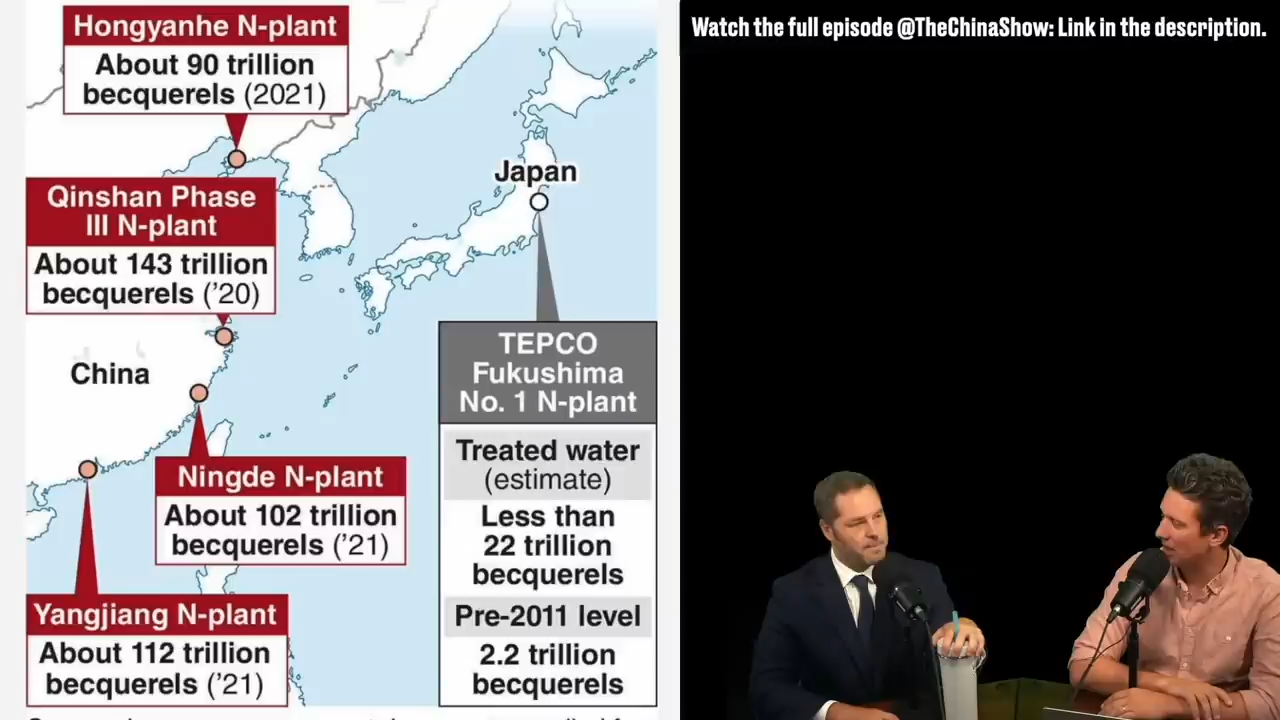 Hongyanhe N-plant
About 90 trillion
becquerels (2021)
Qinshan Phase
III N-plant
About 143 trillion
becquerels ('20)
China
Ningde N-plant
About 102 trillion
becquerels ('21)
Yangjiang N-plant
About 112 trillion
becquerels ('21)
Japan
TEPCO
Fukushima
No. 1 N-plant
Treated water
(estimate)
Less than
22 trillion
becquerels
Pre-2011 level
2.2 trillion
becquerels
Watch the full episode @TheChinaShow: Link in the description.